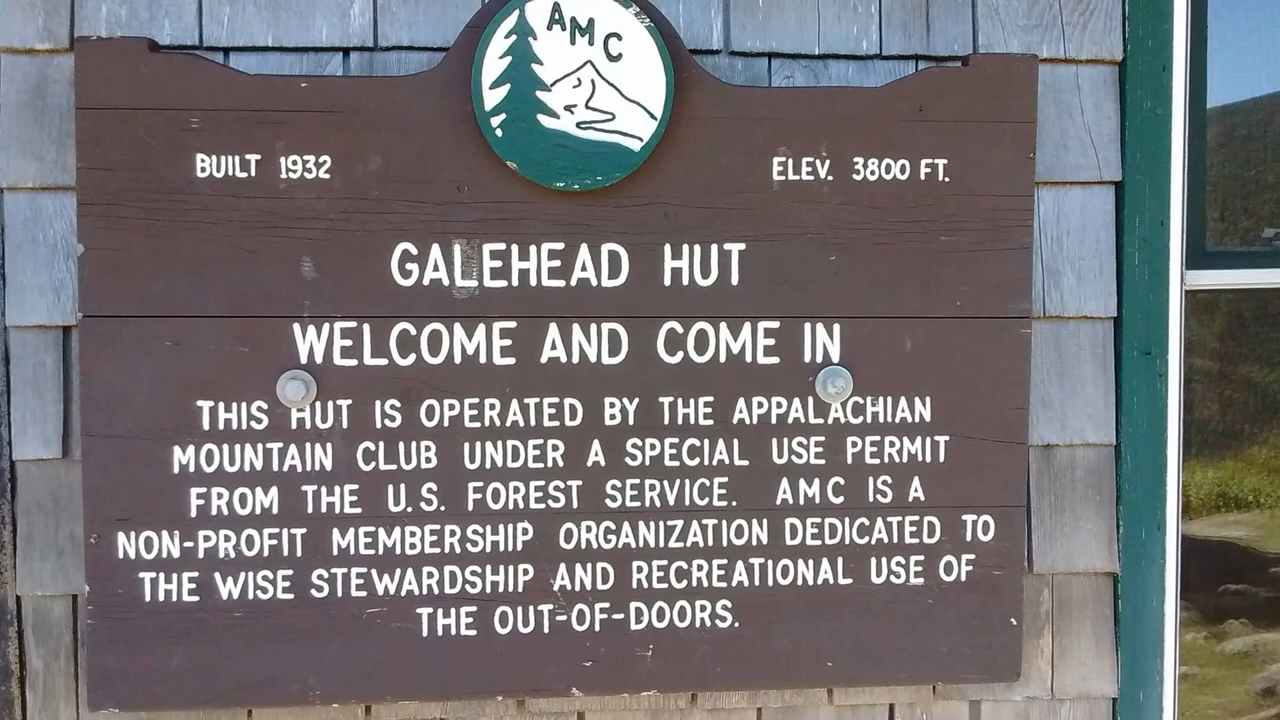 AMC
BUILT 1932
ELEV. 3800 FT.
GALEHEAD HUT
WELCOME AND COME IN
THIS HUT IS OPERATED BY THE APPALACHIAN
MOUNTAIN CLUB UNDER A SPECIAL USE PERMIT
FROM THE U.S. FOREST SERVICE. AMC IS A
NON-PROFIT MEMBERSHIP ORGANIZATION DEDICATED TO
THE WISE STEWARDSHIP AND RECREATIONAL USE OF
THE OUT-OF-DOORS.